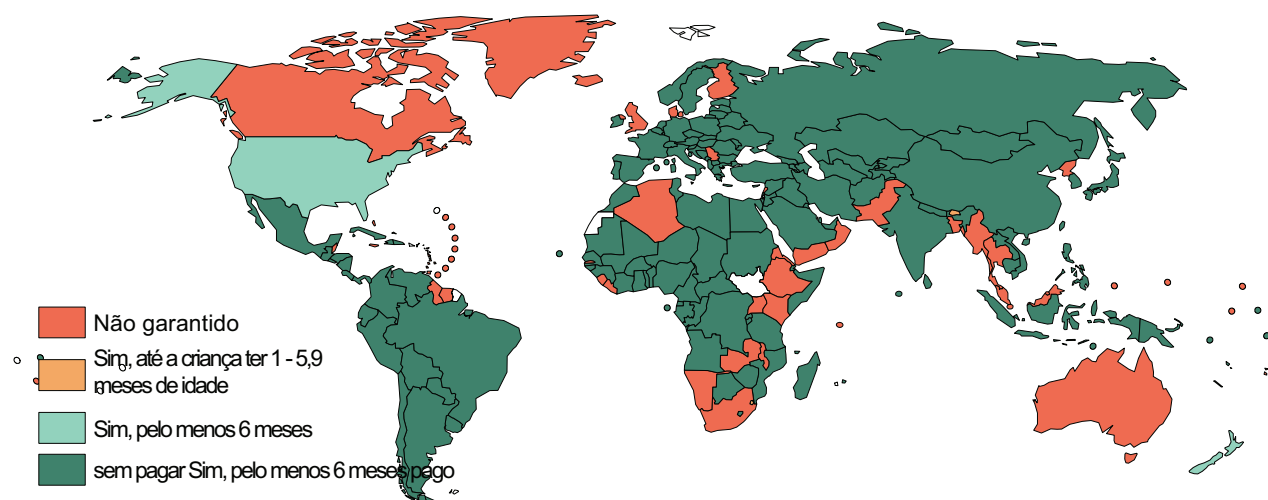 Não garantido
Sim, até a criança ter 1 - 5,9
meses de idade
Sim, pelo menos 6 meses
sem pagar Sim, pelo menos 6 meses pago